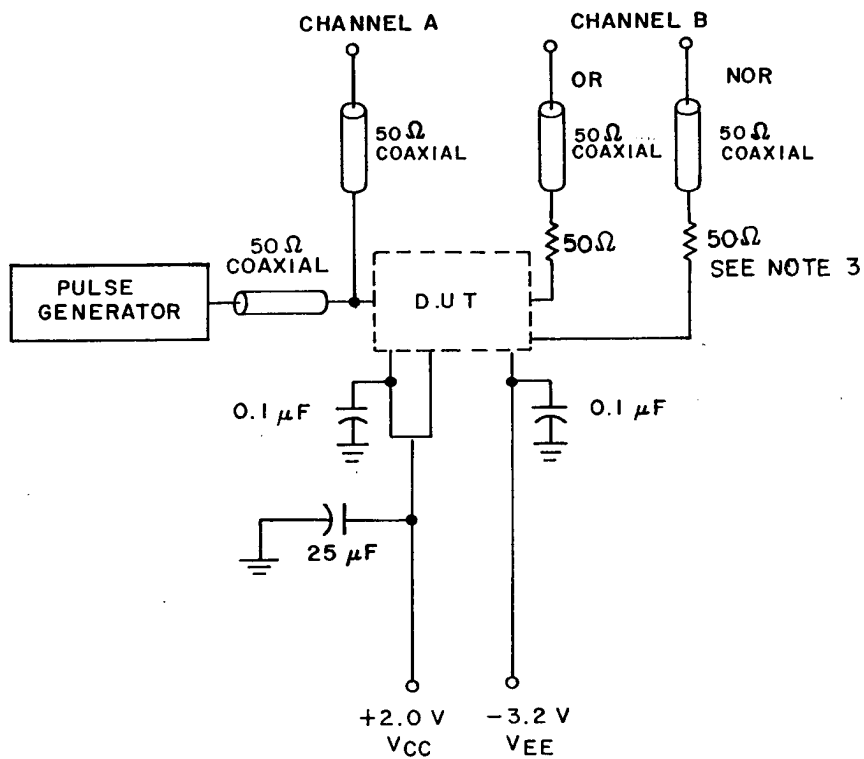 CHANNEL A
CHANNEL B
OR
NOR
50Ω
COAXIAL
50Ω
COAXIAL
50Ω
COAXIAL
50Ω
COAXIAL
50Ω
50Ω
SEE NOTE 3
PULSE
GENERATOR
D.U T
0.1 μF
0.1 μF
25 μF
+2.0 V
VCC
-3.2 V
VEE